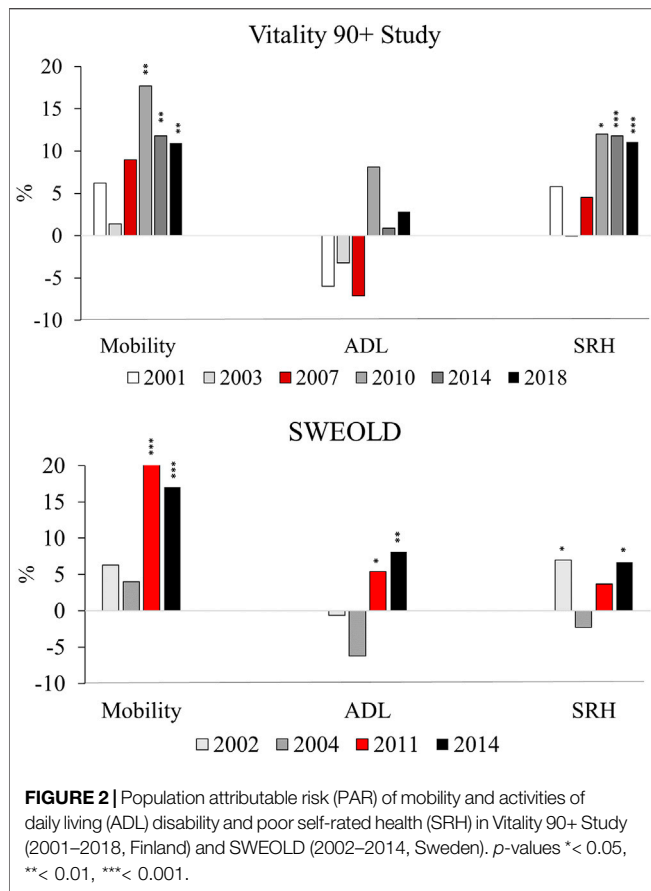 Vitality 90+ Study
20
15
10
5
0
-5
-10
%
** ** **
* *** ***
Mobility ADL SRH
2001 2003 2007 2010 2014 2018
SWEOLD
20
15
10
5
0
-5
-10
%
*** ***
* **
* *
Mobility ADL SRH
2002 2004 2011 2014
FIGURE 2 | Population attributable risk (PAR) of mobility and activities of
daily living (ADL) disability and poor self-rated health (SRH) in Vitality 90+ Study
(2001–2018, Finland) and SWEOLD (2002–2014, Sweden). p-values *< 0.05,
**< 0.01, ***< 0.001.